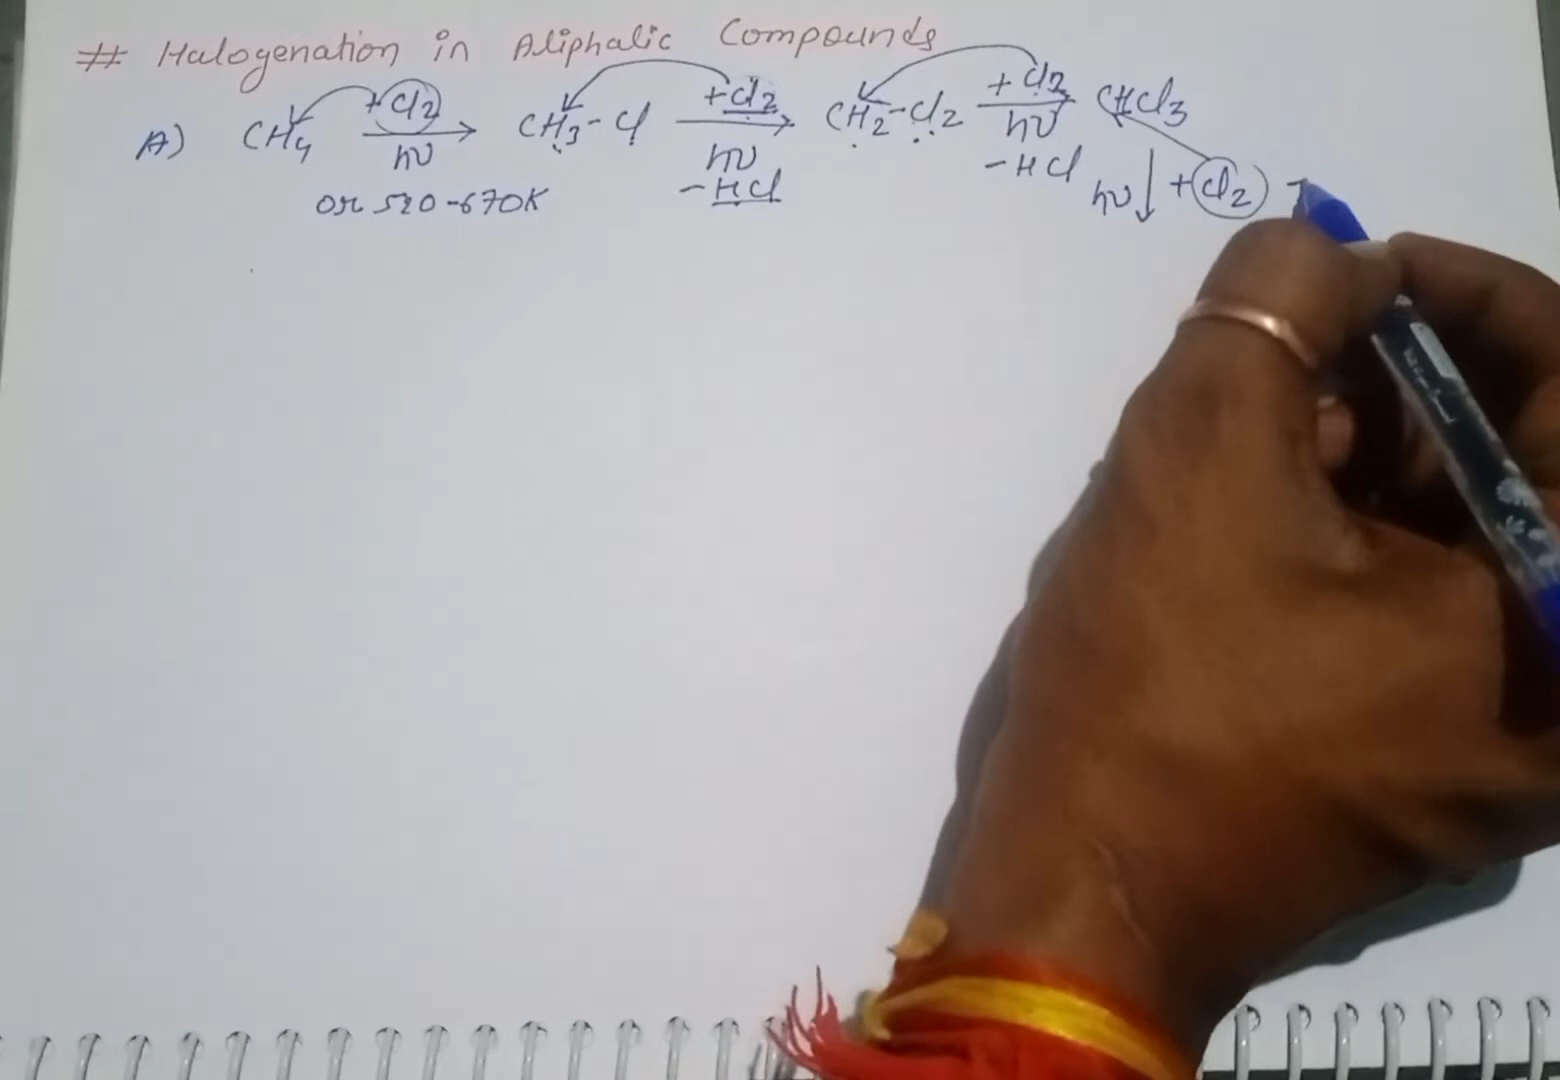 # Halogenation in Aliphalic Compounds
A) CH4 +Cl2 → hν or 520-670K CH3-Cl +Cl2 → hν -HCl CH2-Cl2 +Cl2 → hν -HCl CHCl3
hν ↓ +Cl2 -